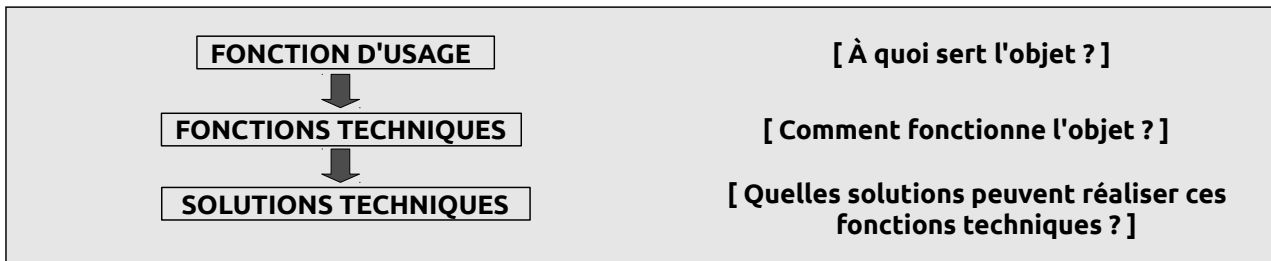 FONCTION D'USAGE
[ À quoi sert l'objet ? ]
FONCTIONS TECHNIQUES
[ Comment fonctionne l'objet ? ]
SOLUTIONS TECHNIQUES
[ Quelles solutions peuvent réaliser ces
fonctions techniques ? ]